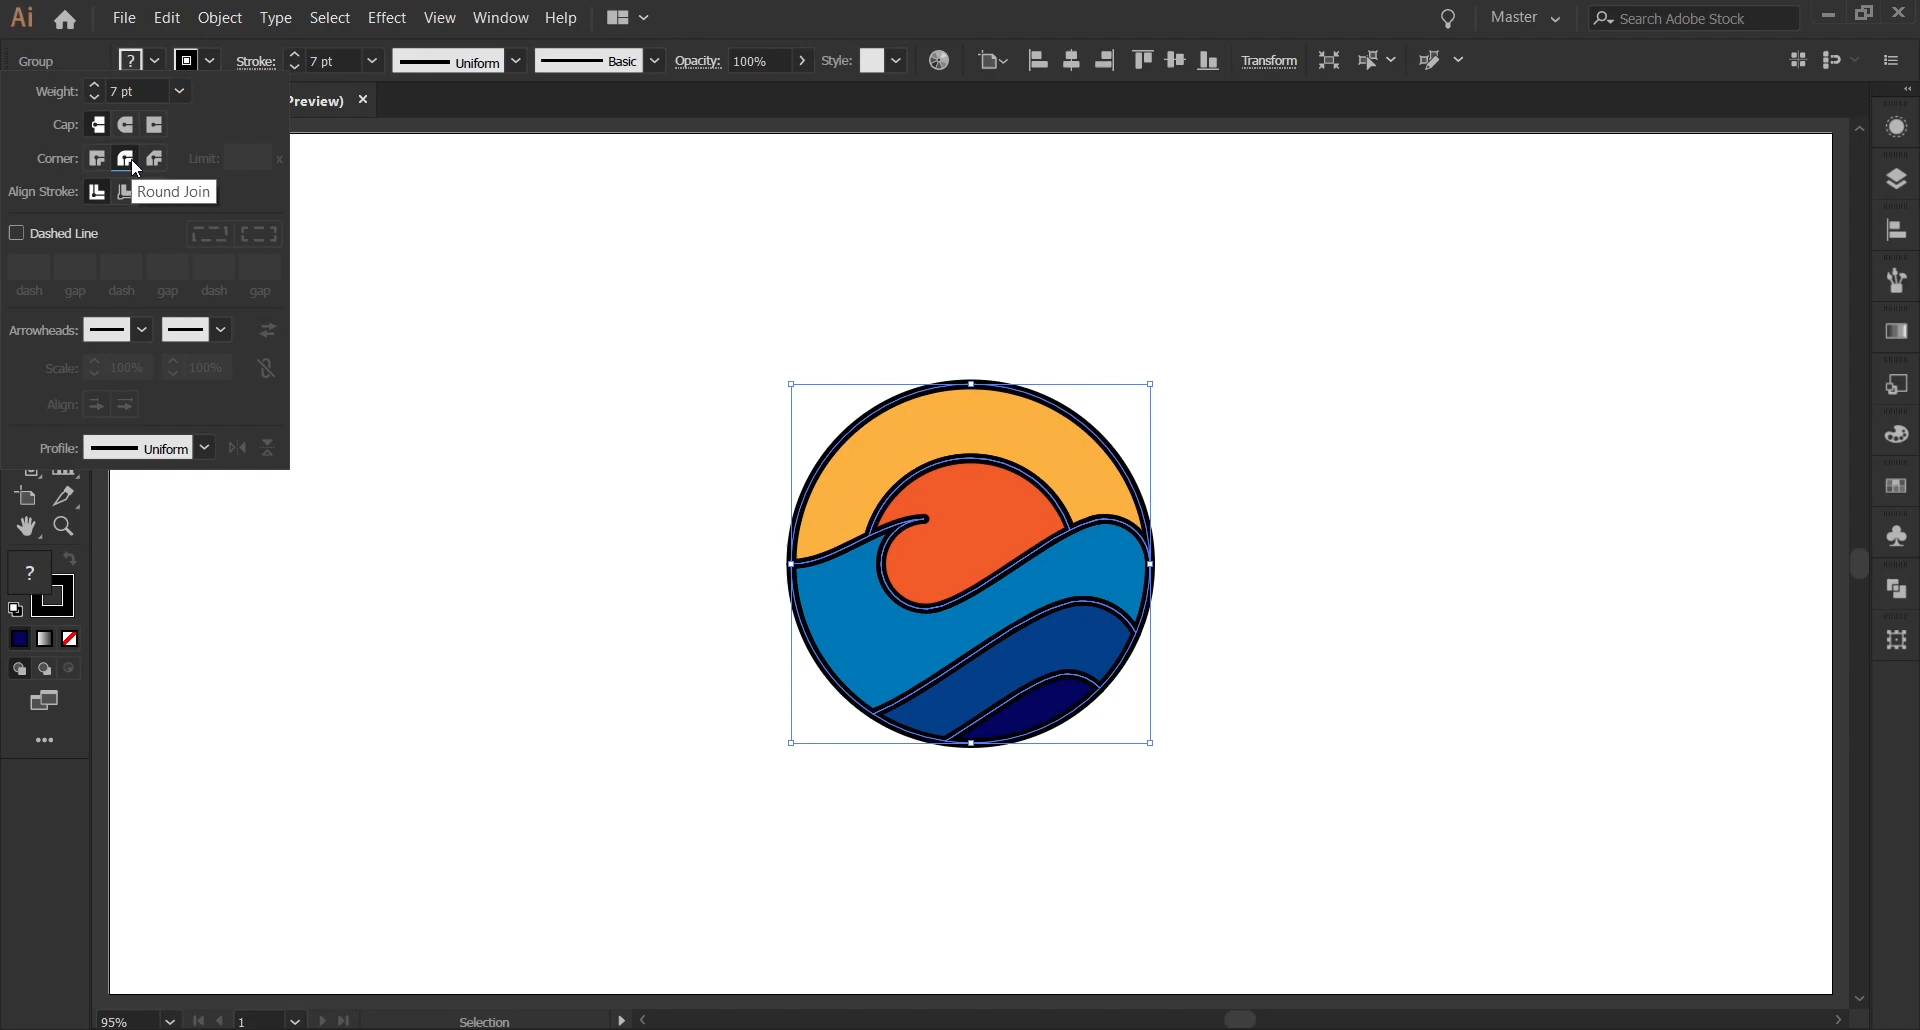 Ai File Edit Object Type Select Effect View Window Help Master Search Adobe Stock
Group ? Stroke: 7 pt Uniform Basic Opacity: 100% Style: Transform
Weight: 7 pt
Preview) ×
Cap:
Corner: Limit: x
Align Stroke: Round Join
Dashed Line
dash gap dash gap dash gap
Arrowheads:
Scale: 100% 100%
Align:
Profile: Uniform
?
95% 1 Selection